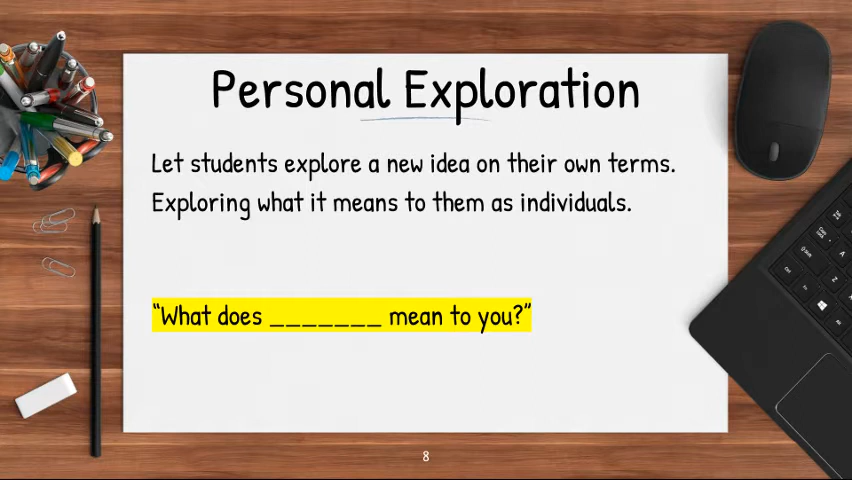 Personal Exploration
Let students explore a new idea on their own terms.
Exploring what it means to them as individuals.
“What does _______ mean to you?”
8